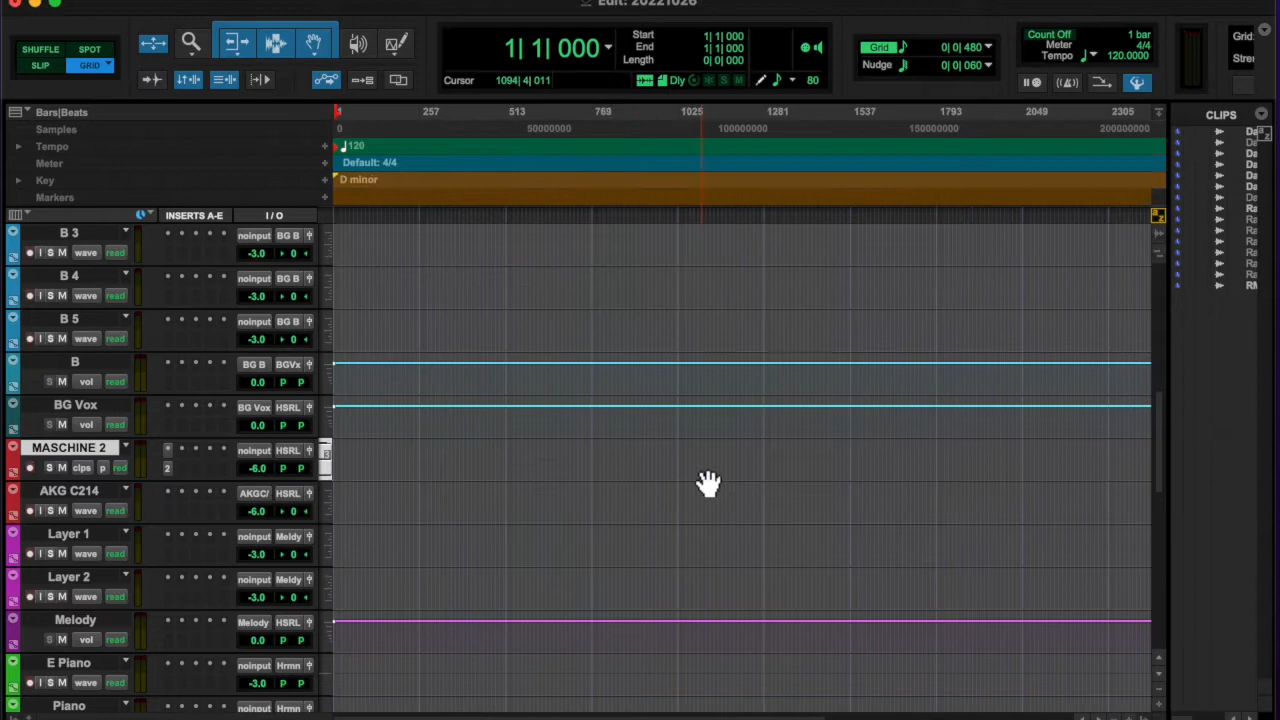 Edit: 20221026
SHUFFLE SPOT
SLIP GRID
1| 1| 000
Start 1| 1| 000
End 1| 1| 000
Length 0| 0| 000
Cursor 1094| 4| 011
Dly
S M
80
Grid 0| 0| 480
Nudge 0| 0| 060
Count Off 1 bar
Meter 4/4
Tempo 120.0000
Grid:
Bars|Beats 1 257 513 769 1025 1281 1537 1793 2049 2305
Samples 0 50000000 100000000 150000000 200000000
Tempo 120
Meter Default: 4/4
Key D minor
Markers
INSERTS A-E I / O
CLIPS
a z
B 3 noinput BG B
I S M wave read -3.0 0
B 4 noinput BG B
I S M wave read -3.0 0
B 5 noinput BG B
I S M wave read -3.0 0
B BG B BGVx
S M vol read 0.0 P P
BG Vox BG Vox HSRL
S M vol read 0.0 P P
MASCHINE 2 noinput HSRL
S M clips p red 2 -6.0 P P
AKG C214 AKGC/ HSRL
I S M wave read -6.0 P P
Layer 1 noinput Meldy
I S M wave read -3.0 0
Layer 2 noinput Meldy
I S M wave read -3.0 0
Melody Melody HSRL
S M vol read 0.0 P P
E Piano noinput Hrmn
I S M wave read -3.0 0
Piano noinput Hrmn